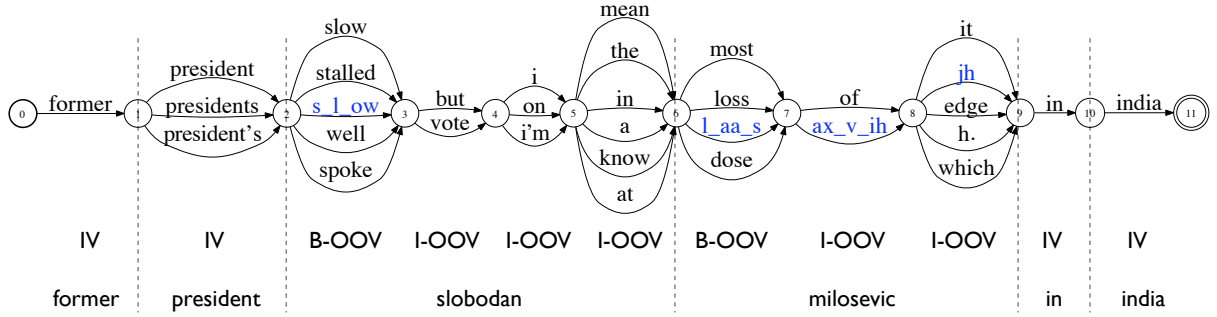 slow mean it
president stalled i the most jh
former presidents s_l_ow but on in loss of edge in india
0 1 2 3 4 5 6 7 8 9 10 11
president's well vote i'm a l_aa_s ax_v_ih h.
spoke know dose which
at
IV IV B-OOV I-OOV I-OOV I-OOV B-OOV I-OOV I-OOV IV IV
former president slobodan milosevic in india